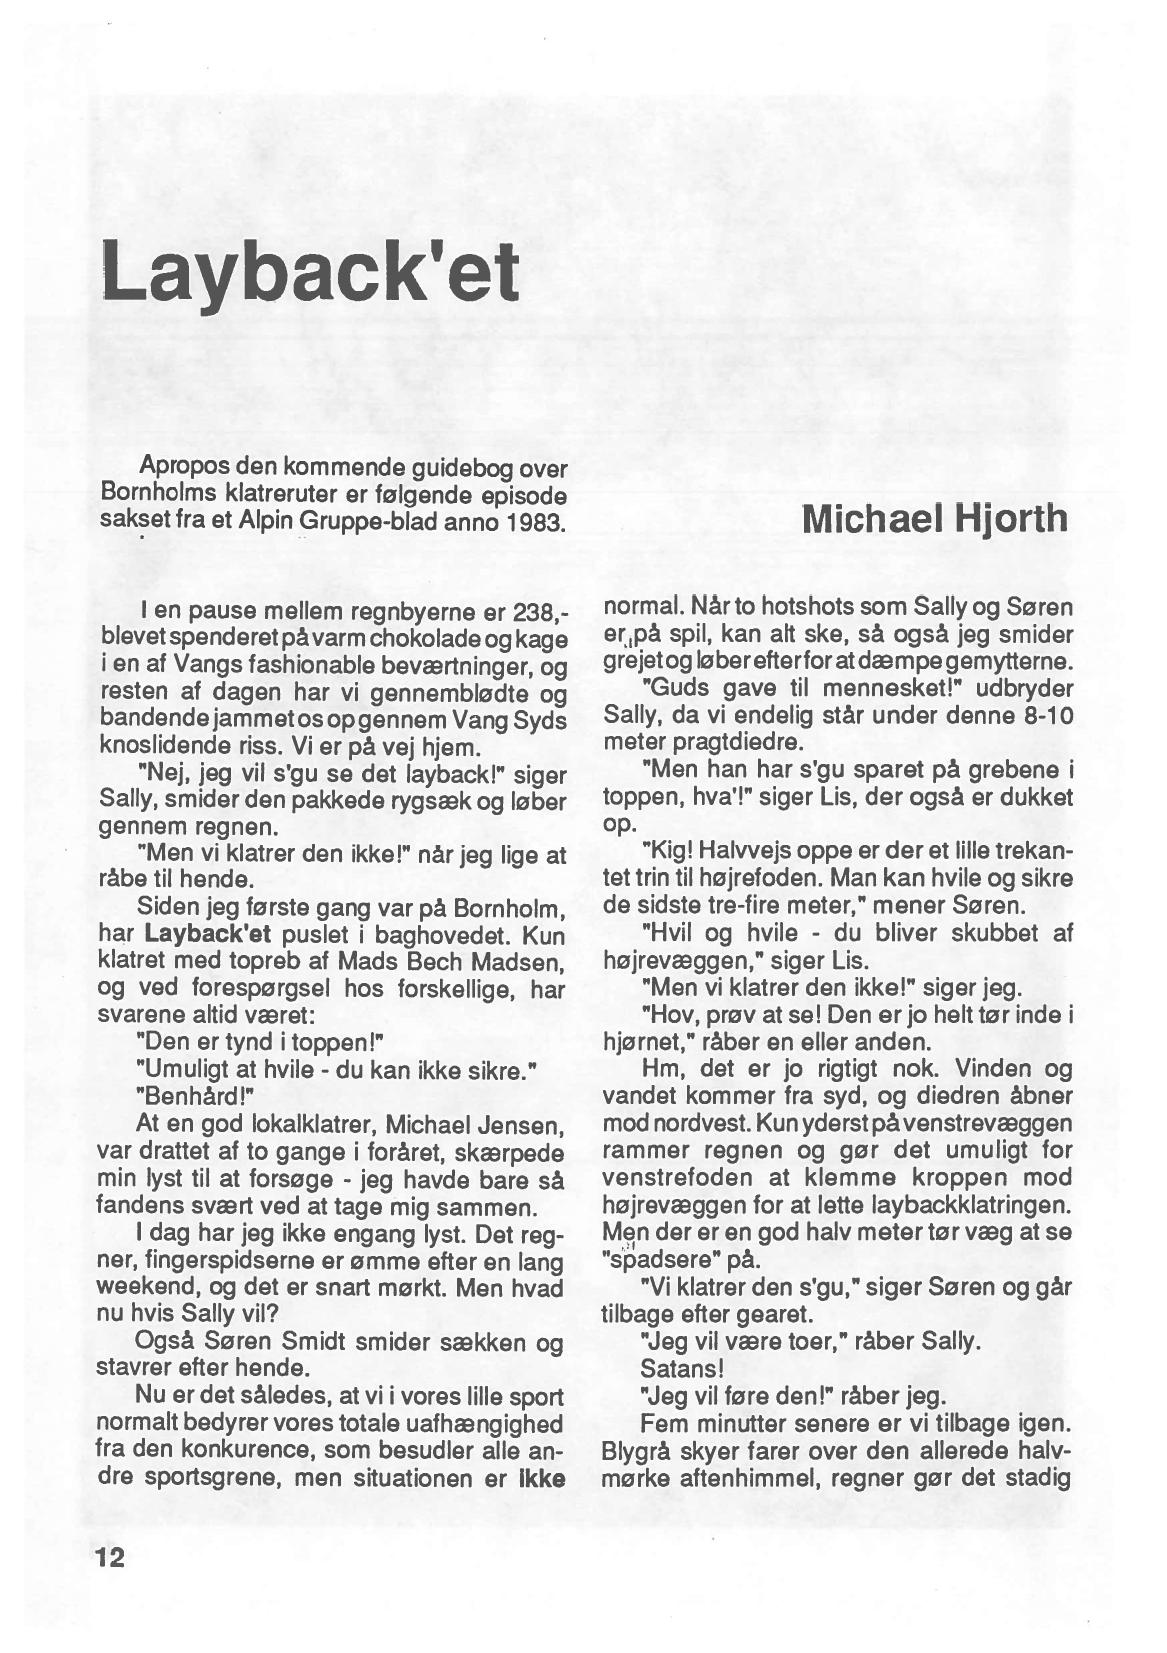 Layback'et
Apropos den kommende guidebog over
Bornholms klatreruter er følgende episode
sakset fra et Alpin Gruppe-blad anno 1983.
Michael Hjorth
I en pause mellem regnbyerne er 238,-
blevet spenderet på varm chokolade og kage
i en af Vangs fashionable beværtninger, og
resten af dagen har vi gennemblødte og
bandende jammet os op gennem Vang Syds
knoslidende riss. Vi er på vej hjem.
"Nej, jeg vil s'gu se det layback!" siger
Sally, smider den pakkede rygsæk og løber
gennem regnen.
"Men vi klatrer den ikke!" når jeg lige at
råbe til hende.
Siden jeg første gang var på Bornholm,
har Layback'et puslet i baghovedet. Kun
klatret med topreb af Mads Bech Madsen,
og ved forespørgsel hos forskellige, har
svarene altid været:
"Den er tynd i toppen!"
"Umuligt at hvile - du kan ikke sikre."
"Benhård!"
At en god lokalklatrer, Michael Jensen,
var drattet af to gange i foråret, skærpede
min lyst til at forsøge - jeg havde bare så
fandens svært ved at tage mig sammen.
I dag har jeg ikke engang lyst. Det reg-
ner, fingerspidserne er ømme efter en lang
weekend, og det er snart mørkt. Men hvad
nu hvis Sally vil?
Også Søren Smidt smider sækken og
stavrer efter hende.
Nu er det således, at vi i vores lille sport
normalt bedyrer vores totale uafhængighed
fra den konkurence, som besudler alle an-
dre sportsgrene, men situationen er ikke
normal. Når to hotshots som Sally og Søren
er på spil, kan alt ske, så også jeg smider
grejet og løber efter for at dæmpe gemytterne.
"Guds gave til mennesket!" udbryder
Sally, da vi endelig står under denne 8-10
meter pragtdiedre.
"Men han har s'gu sparet på grebene i
toppen, hva'!" siger Lis, der også er dukket
op.
"Kig! Halvvejs oppe er der et lille trekan-
tet trin til højrefoden. Man kan hvile og sikre
de sidste tre-fire meter," mener Søren.
"Hvil og hvile - du bliver skubbet af
højrevæggen," siger Lis.
"Men vi klatrer den ikke!" siger jeg.
"Hov, prøv at se! Den er jo helt tør inde i
hjørnet," råber en eller anden.
Hm, det er jo rigtigt nok. Vinden og
vandet kommer fra syd, og diedren åbner
mod nordvest. Kun yderst på venstrevæggen
rammer regnen og gør det umuligt for
venstrefoden at klemme kroppen mod
højrevæggen for at lette laybackklatringen.
Men der er en god halv meter tør væg at se
"spadsere" på.
"Vi klatrer den s'gu," siger Søren og går
tilbage efter gearet.
"Jeg vil være toer," råber Sally.
Satans!
"Jeg vil føre den!" råber jeg.
Fem minutter senere er vi tilbage igen.
Blygrå skyer farer over den allerede halv-
mørke aftenhimmel, regner gør det stadig
12